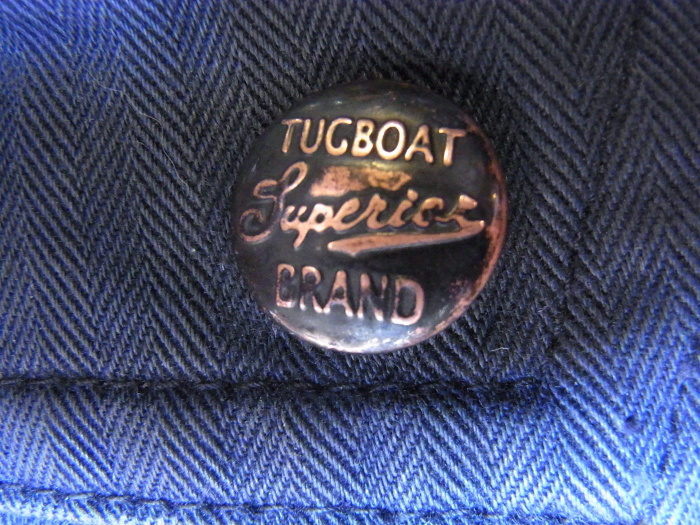 TUGBOAT
Superior
BRAND